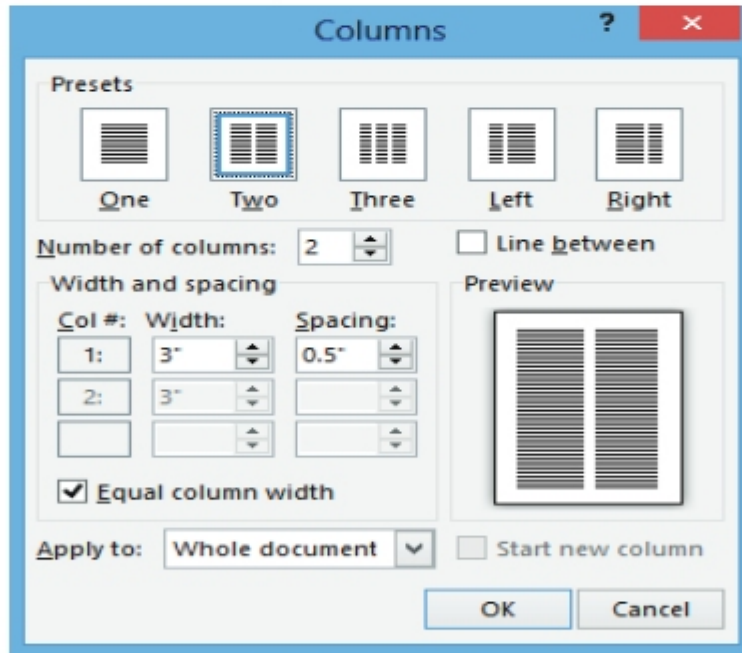 Columns ?
Presets
One Two Three Left Right
Number of columns: 2 Line between
Width and spacing Preview
Col #: Width: Spacing:
1: 3" 0.5"
2: 3"
Equal column width
Apply to: Whole document Start new column
OK Cancel